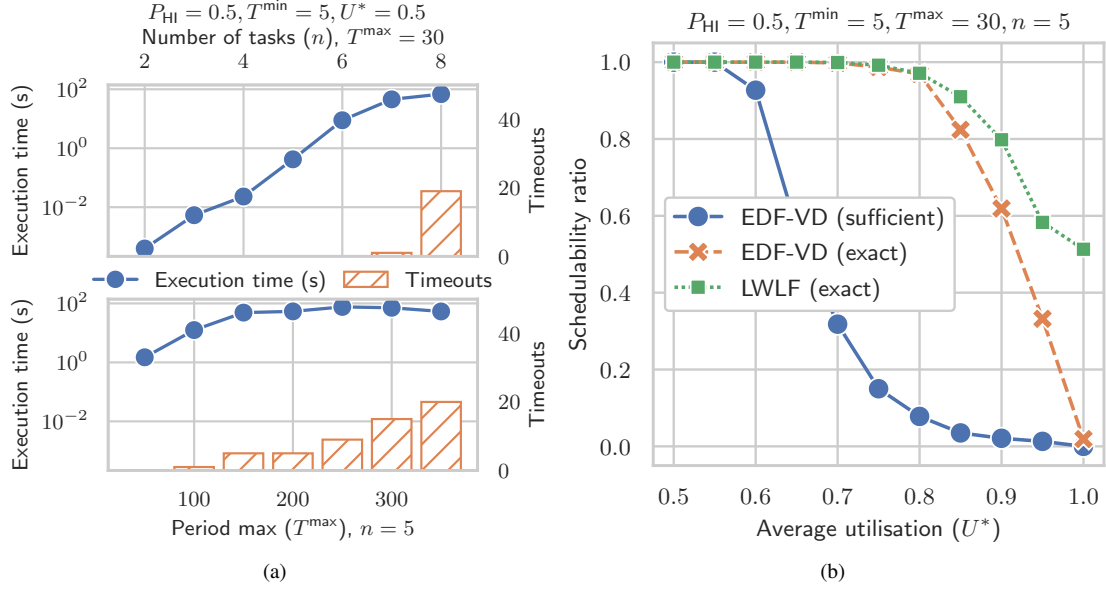 P_HI = 0.5, T^min = 5, U* = 0.5
Number of tasks (n), T^max = 30
2 4 6 8
Execution time (s)
10^2
10^0
10^−2
40
20
0
Timeouts
Execution time (s) Timeouts
Execution time (s)
10^2
10^0
10^−2
40
20
0
Timeouts
100 200 300
Period max (T^max), n = 5
(a)
P_HI = 0.5, T^min = 5, T^max = 30, n = 5
Schedulability ratio
1.0
0.8
0.6
0.4
0.2
0.0
EDF-VD (sufficient)
EDF-VD (exact)
LWLF (exact)
0.5 0.6 0.7 0.8 0.9 1.0
Average utilisation (U*)
(b)